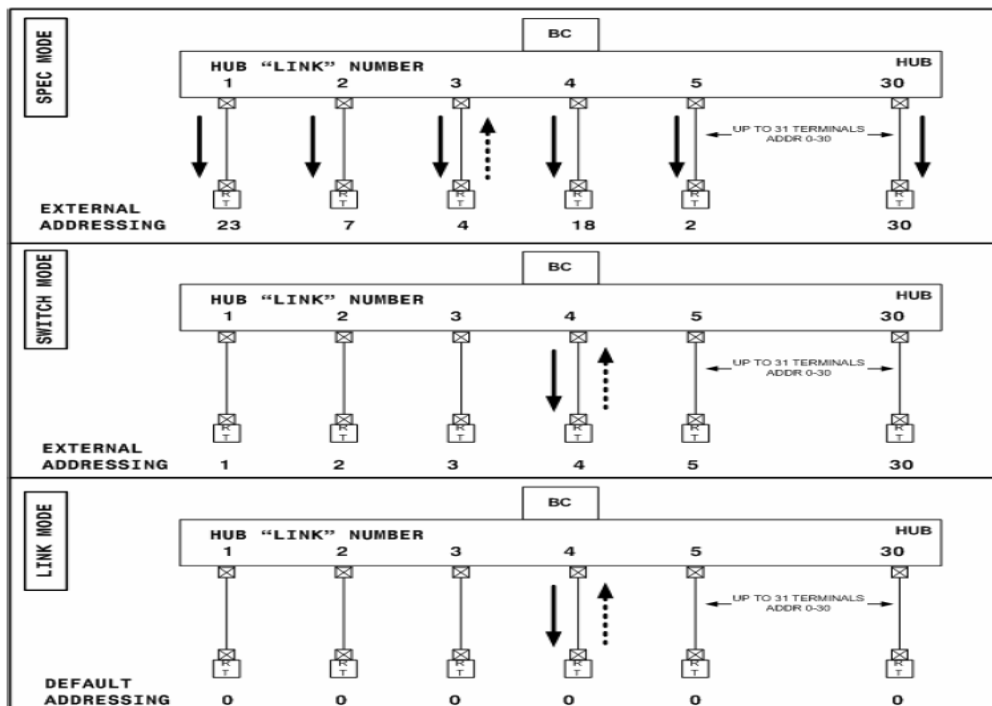 SPEC MODE
BC
HUB "LINK" NUMBER HUB
1 2 3 4 5 30
UP TO 31 TERMINALS
ADDR 0-30
R R R R R R
T T T T T T
EXTERNAL
ADDRESSING 23 7 4 18 2 30
SWITCH MODE
BC
HUB "LINK" NUMBER HUB
1 2 3 4 5 30
UP TO 31 TERMINALS
ADDR 0-30
R R R R R R
T T T T T T
EXTERNAL
ADDRESSING 1 2 3 4 5 30
LINK MODE
BC
HUB "LINK" NUMBER HUB
1 2 3 4 5 30
UP TO 31 TERMINALS
ADDR 0-30
R R R R R R
T T T T T T
DEFAULT
ADDRESSING 0 0 0 0 0 0